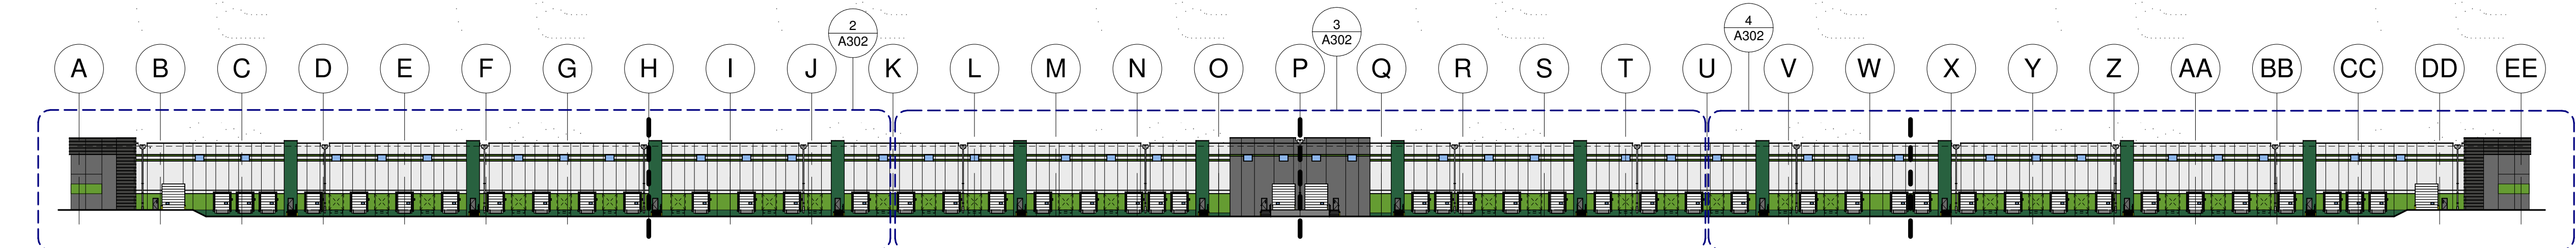 2
A302
3
A302
4
A302
A B C D E F G H I J K L M N O P Q R S T U V W X Y Z AA BB CC DD EE